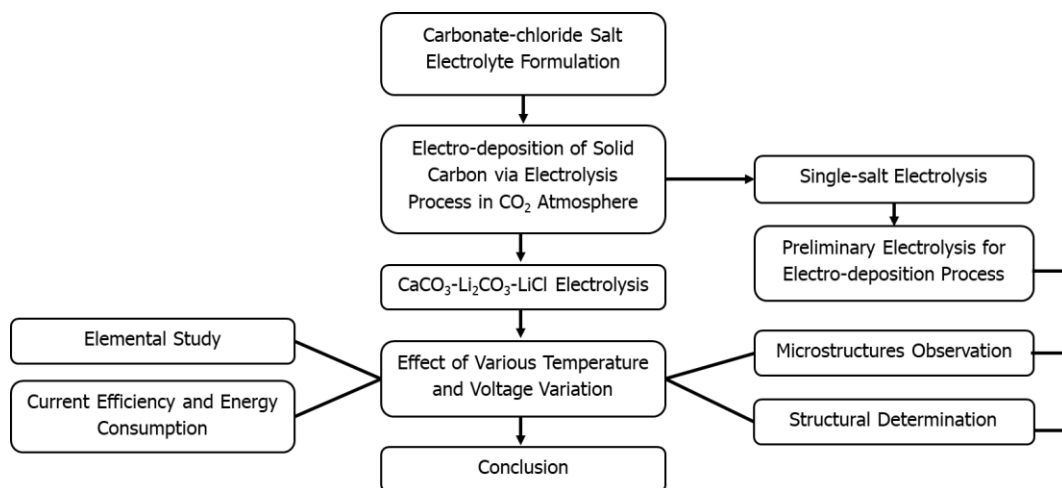 Carbonate-chloride Salt
Electrolyte Formulation
Electro-deposition of Solid
Carbon via Electrolysis
Process in CO₂ Atmosphere
Single-salt Electrolysis
Preliminary Electrolysis for
Electro-deposition Process
CaCO₃-Li₂CO₃-LiCl Electrolysis
Elemental Study
Effect of Various Temperature
and Voltage Variation
Microstructures Observation
Current Efficiency and Energy
Consumption
Structural Determination
Conclusion